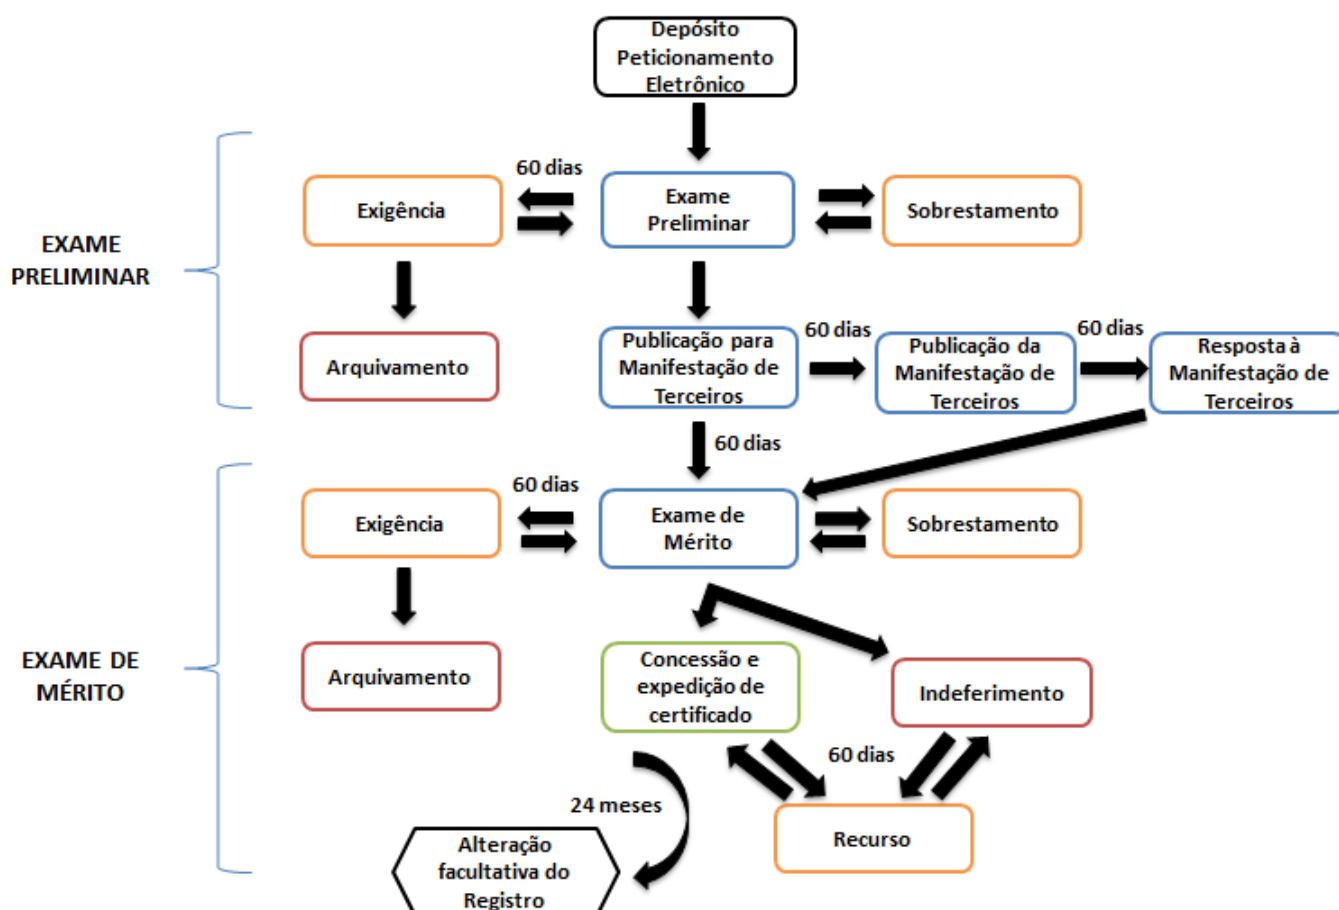 Depósito
Peticionamento
Eletrônico
60 dias
Exigência
Exame
Preliminar
Sobrestamento
EXAME
PRELIMINAR
Arquivamento
Publicação para
Manifestação de
Terceiros
60 dias
Publicação da
Manifestação de
Terceiros
60 dias
Resposta à
Manifestação de
Terceiros
60 dias
60 dias
Exigência
Exame de
Mérito
Sobrestamento
EXAME DE
MÉRITO
Arquivamento
Concessão e
expedição de
certificado
Indeferimento
60 dias
24 meses
Recurso
Alteração
facultativa do
Registro